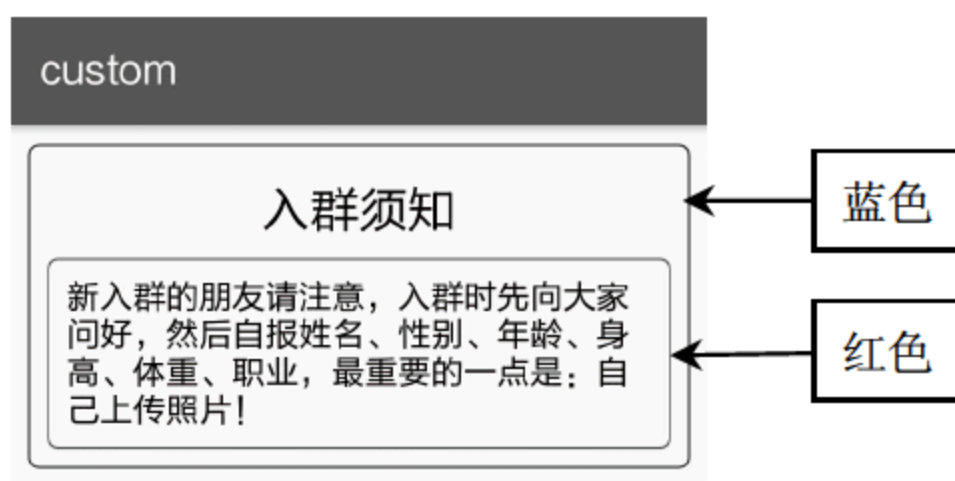 custom
入群须知
蓝色
新入群的朋友请注意，入群时先向大家
问好，然后自报姓名、性别、年龄、身
高、体重、职业，最重要的一点是：自
己上传照片！
红色